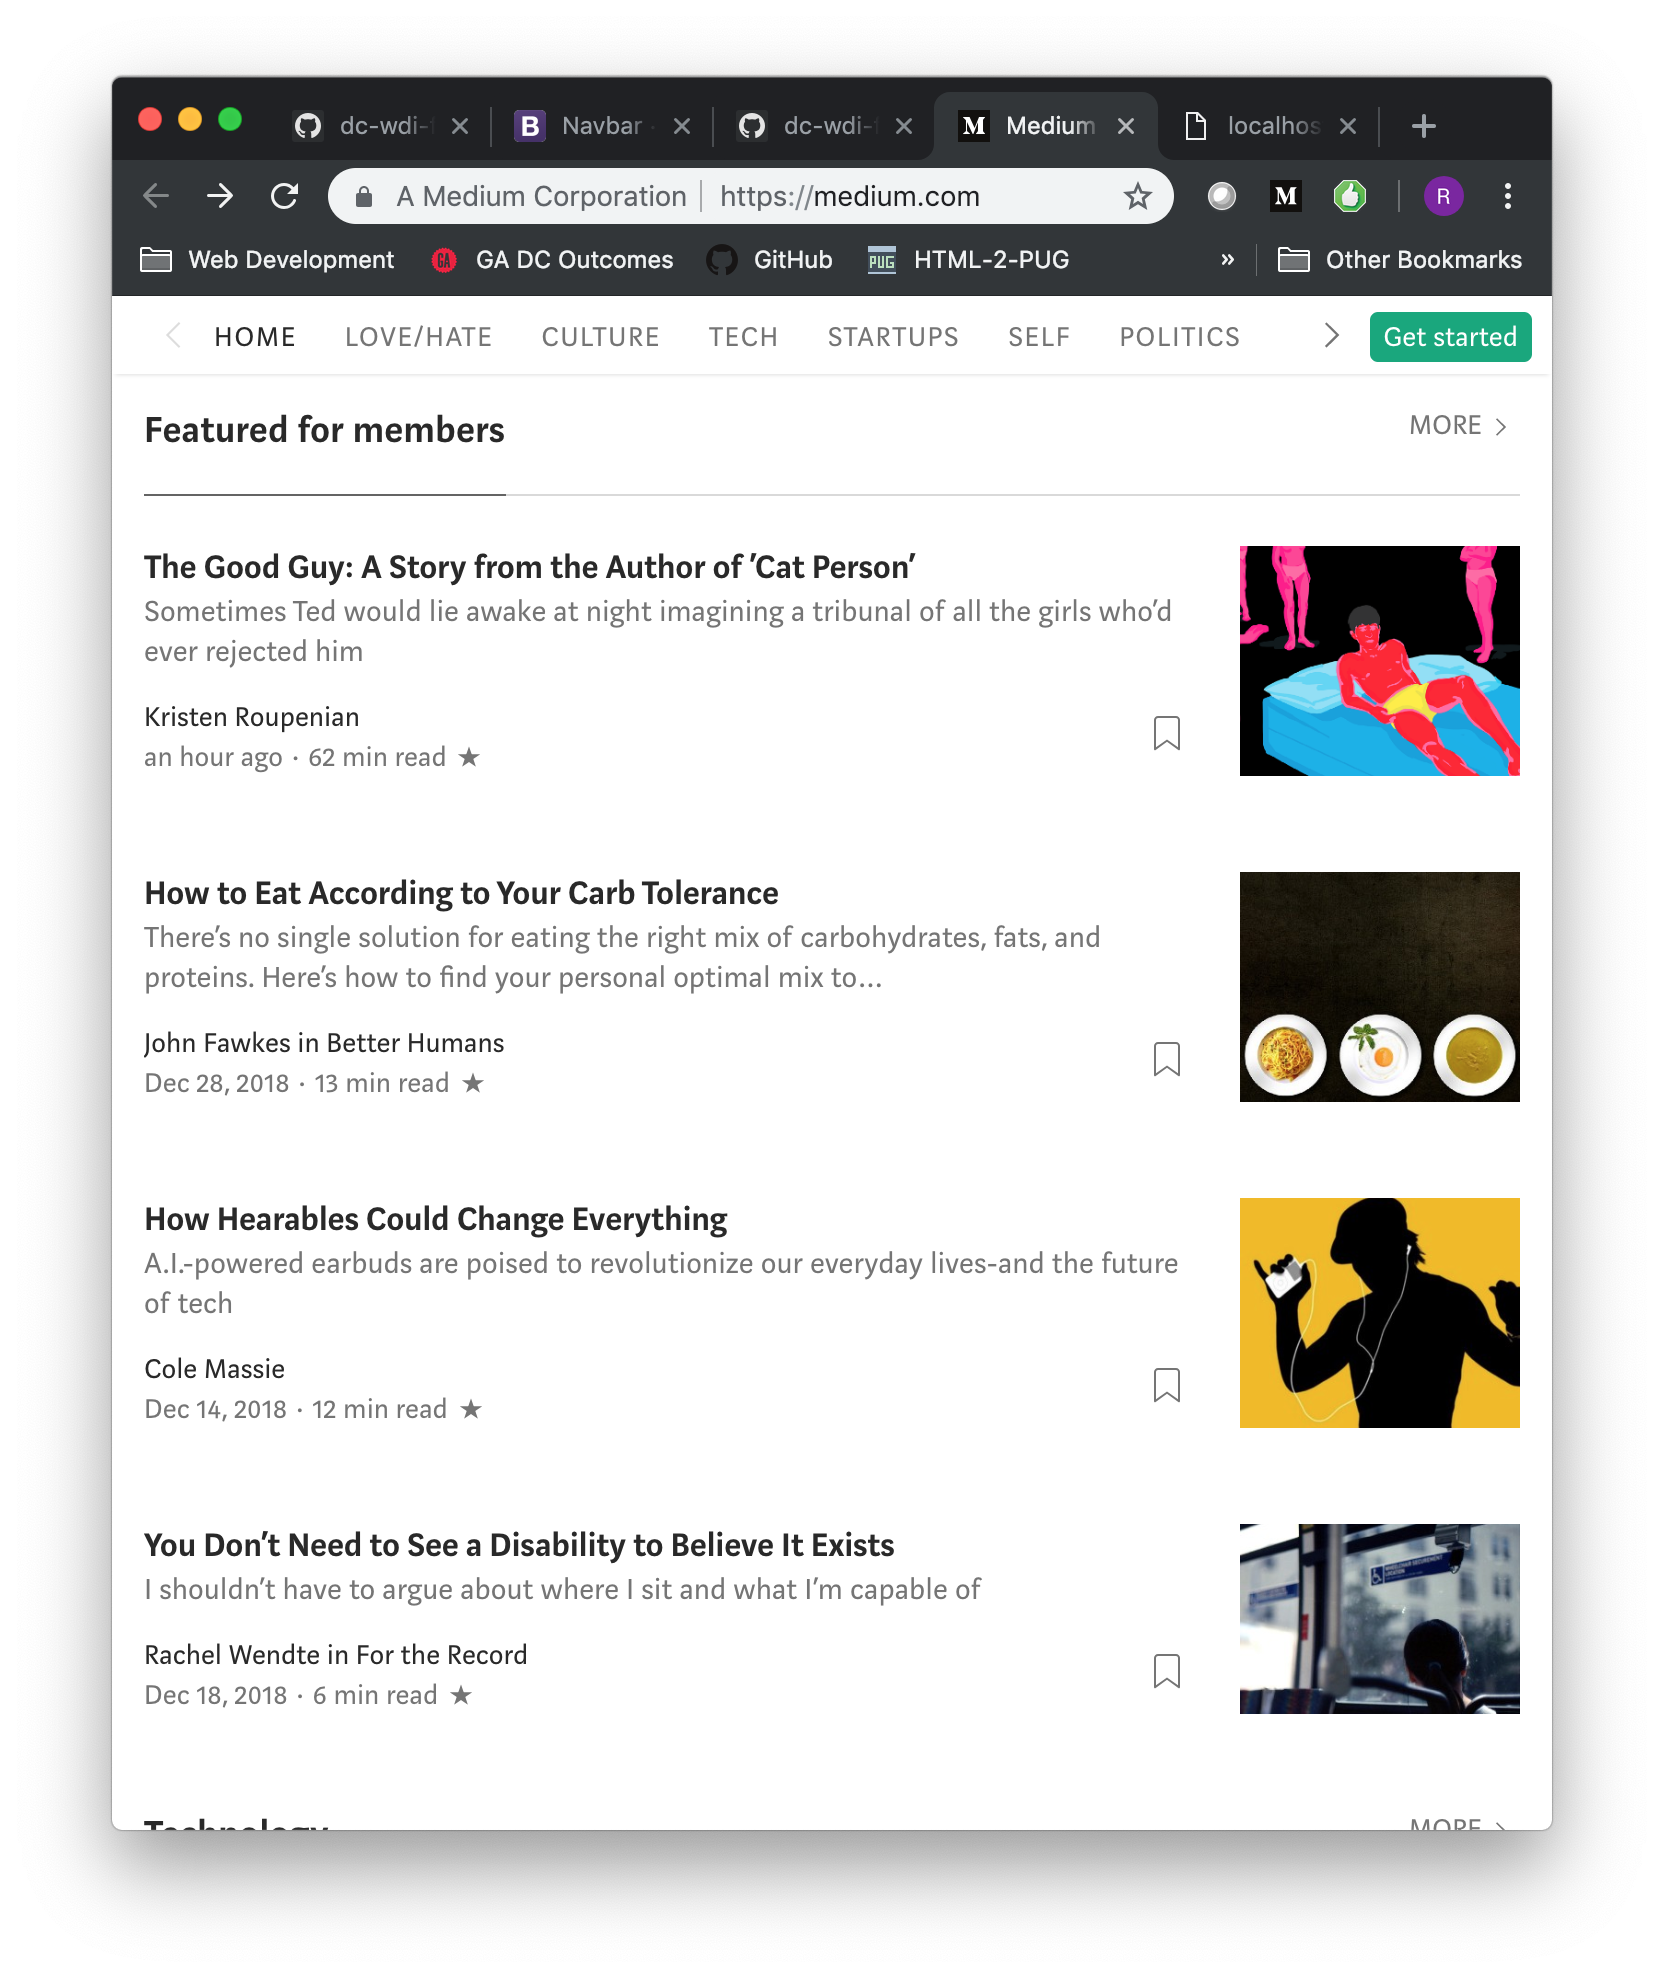 dc-wdi-
Navbar
dc-wdi-
M Medium
localhos
A Medium Corporation https://medium.com
M
R
Web Development GA GA DC Outcomes GitHub PUG HTML-2-PUG » Other Bookmarks
HOME LOVE/HATE CULTURE TECH STARTUPS SELF POLITICS Get started
Featured for members MORE
The Good Guy: A Story from the Author of ’Cat Person’
Sometimes Ted would lie awake at night imagining a tribunal of all the girls who’d
ever rejected him
Kristen Roupenian
an hour ago · 62 min read ★
How to Eat According to Your Carb Tolerance
There’s no single solution for eating the right mix of carbohydrates, fats, and
proteins. Here’s how to find your personal optimal mix to…
John Fawkes in Better Humans
Dec 28, 2018 · 13 min read ★
How Hearables Could Change Everything
A.I.-powered earbuds are poised to revolutionize our everyday lives-and the future
of tech
Cole Massie
Dec 14, 2018 · 12 min read ★
You Don’t Need to See a Disability to Believe It Exists
I shouldn’t have to argue about where I sit and what I’m capable of
Rachel Wendte in For the Record
Dec 18, 2018 · 6 min read ★
Technology MORE